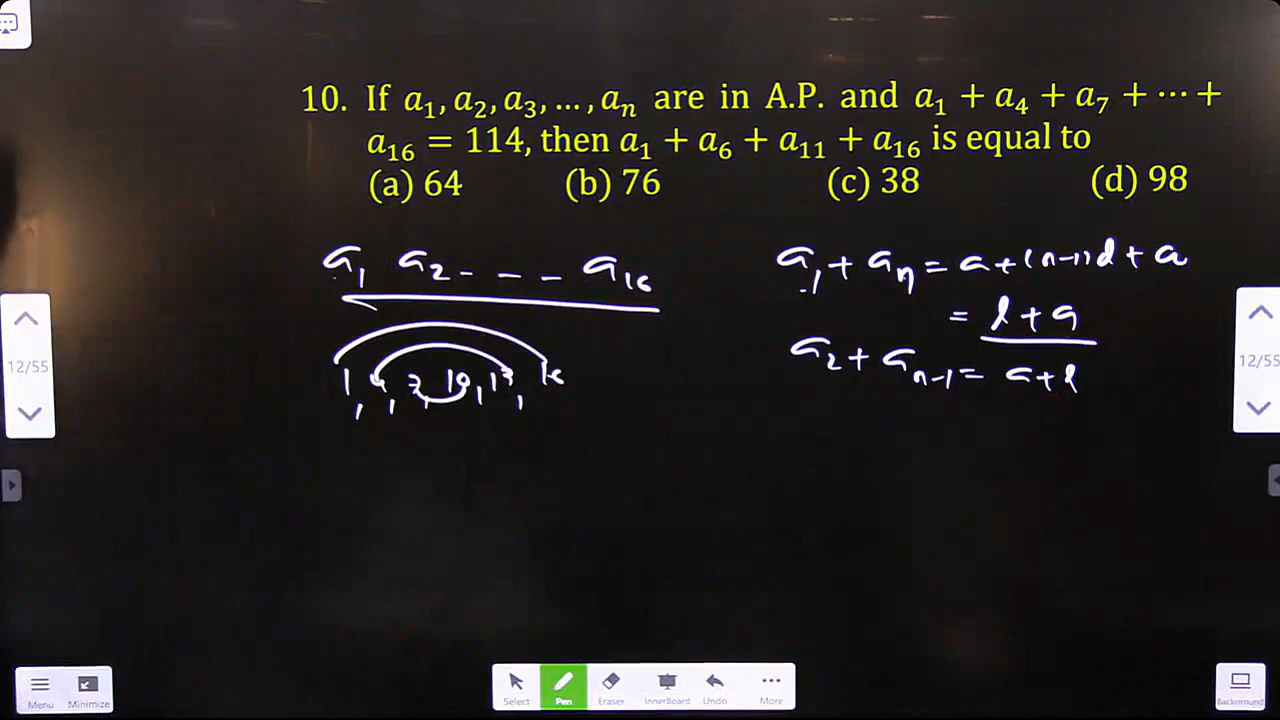 10. If a₁, a₂, a₃, ..., aₙ are in A.P. and a₁ + a₄ + a₇ + ⋯ +
a₁₆ = 114, then a₁ + a₆ + a₁₁ + a₁₆ is equal to
(a) 64 (b) 76 (c) 38 (d) 98
a₁ a₂ - - - a₁₆
a₁ + aₙ = a + (n-1)d + a
= l + a
a₂ + aₙ₋₁ = a + l
1, 4, 7, 10, 13, 16
12/55
12/55
Menu Minimize Select Pen Eraser InnerBoard Undo More Background